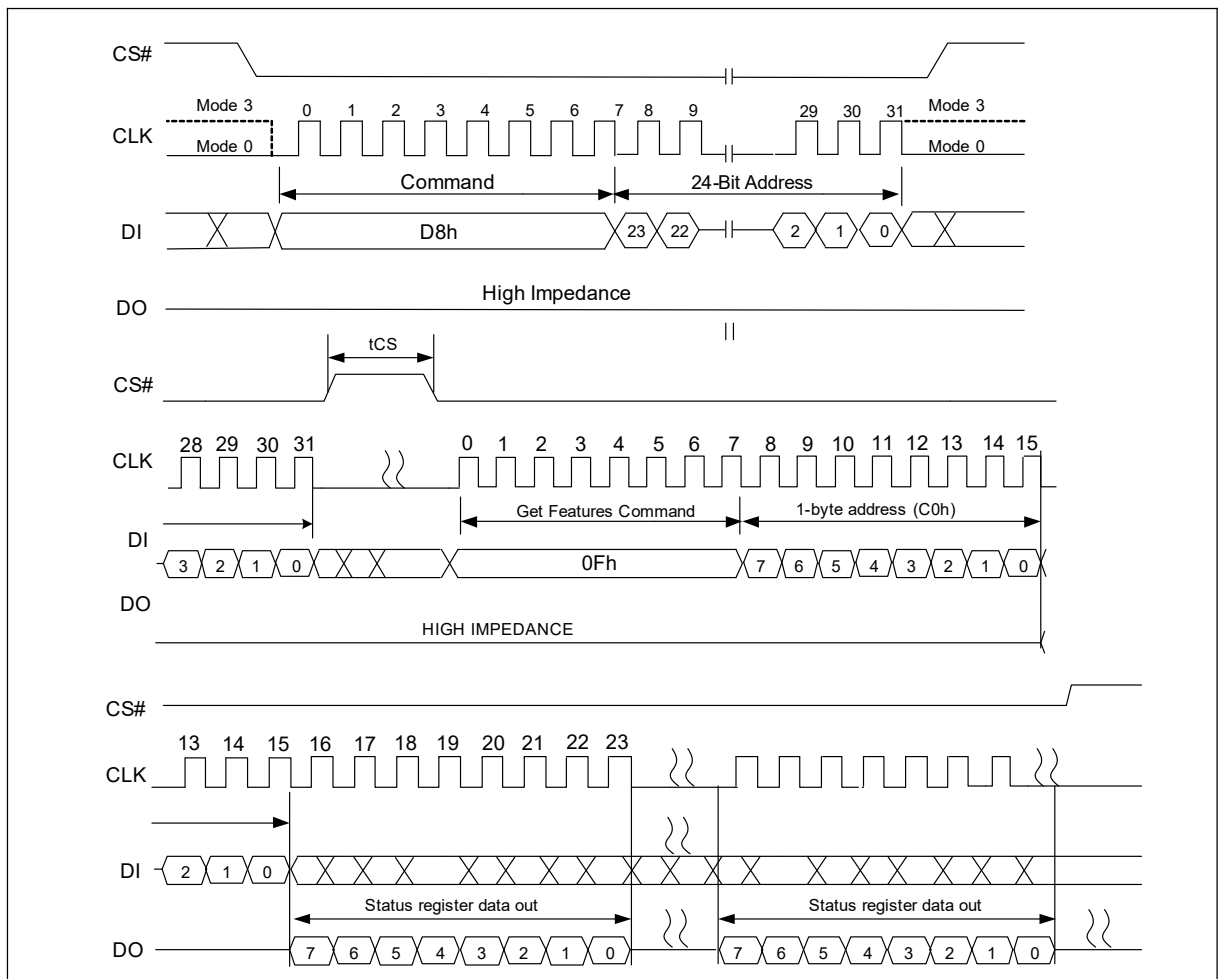 CS#
Mode 3 0 1 2 3 4 5 6 7 8 9 29 30 31 Mode 3
CLK
Mode 0 Mode 0
Command 24-Bit Address
DI D8h 23 22 2 1 0
High Impedance
DO
tCS
CS#
28 29 30 31 0 1 2 3 4 5 6 7 8 9 10 11 12 13 14 15
CLK
Get Features Command 1-byte address (C0h)
DI
3 2 1 0 0Fh 7 6 5 4 3 2 1 0
DO
HIGH IMPEDANCE
CS#
13 14 15 16 17 18 19 20 21 22 23
CLK
DI 2 1 0
Status register data out Status register data out
DO 7 6 5 4 3 2 1 0 7 6 5 4 3 2 1 0